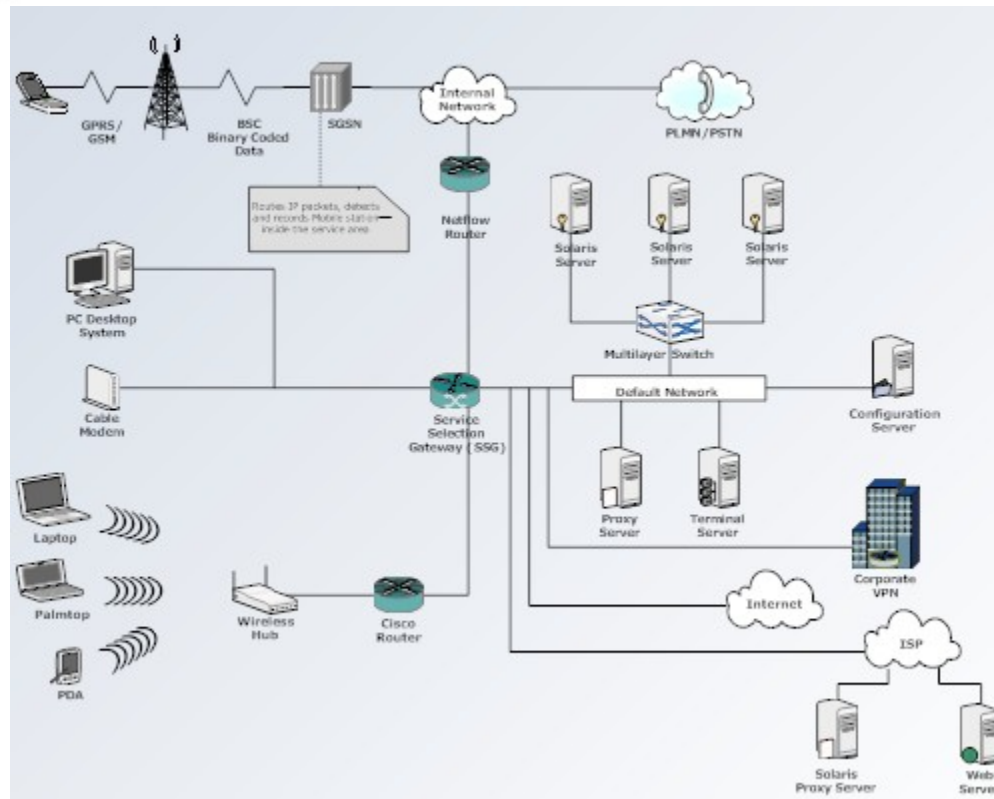 GPRS/
GSM
BSC
Binary Coded
Data
SGSN
Internal
Network
PLMN/PSTN
Routes IP packets, detects
and records Mobile station
inside the service area
Netflow
Router
Solaris
Server
Solaris
Server
Solaris
Server
PC Desktop
System
Multilayer Switch
Cable
Modem
Service
Selection
Gateway (SSG)
Default Network
Configuration
Server
Laptop
Proxy
Server
Terminal
Server
Palmtop
Wireless
Hub
Cisco
Router
Internet
Corporate
VPN
ISP
PDA
Solaris
Proxy Server
Web
Server